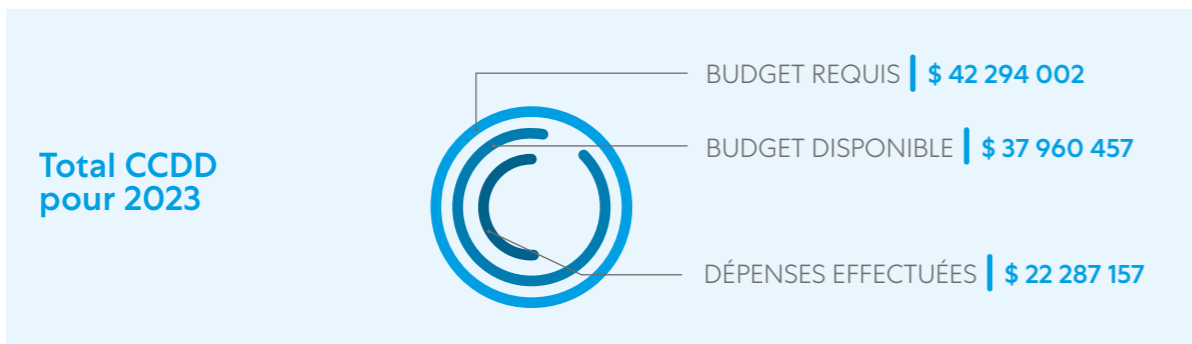 Total CCDD
pour 2023
BUDGET REQUIS | $ 42 294 002
BUDGET DISPONIBLE | $ 37 960 457
DÉPENSES EFFECTUÉES | $ 22 287 157